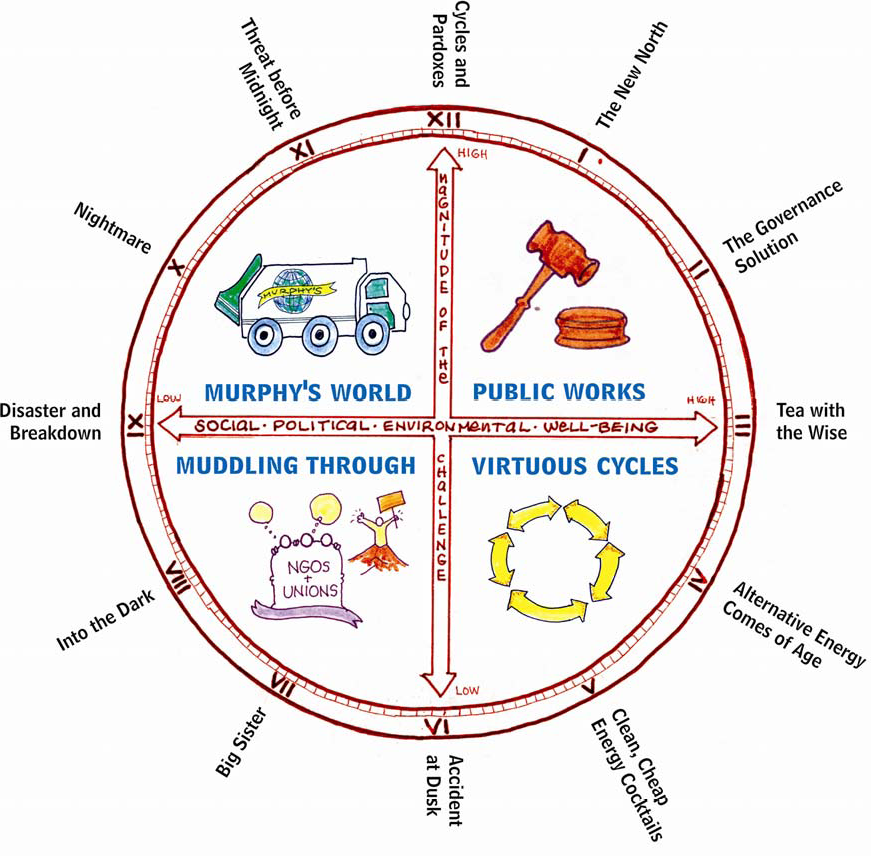 Cycles and
Pardoxes
The New North
The Governance
Solution
Tea with
the Wise
Alternative Energy
Comes of Age
Clean, Cheap
Energy Cocktails
Accident
at Dusk
Big Sister
Into the Dark
Disaster and
Breakdown
Nightmare
Threat before
Midnight
XII
I
II
III
IV
V
VI
VII
VIII
IX
X
XI
HIGH
MAGNITUDE OF THE
CHALLENGE
LOW
LOW
HIGH
SOCIAL · POLITICAL · ENVIRONMENTAL · WELL-BEING
MURPHY'S
MURPHY'S WORLD
PUBLIC WORKS
MUDDLING THROUGH
VIRTUOUS CYCLES
NGOs
+
UNIONS